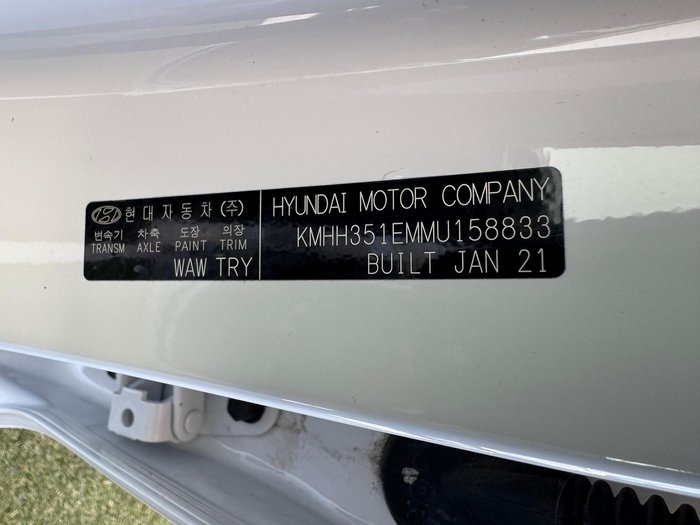 현대자동차(주)
변속기 차축 도장 의장
TRANSM AXLE PAINT TRIM
WAW TRY
HYUNDAI MOTOR COMPANY
KMHH351EMMU158833
BUILT JAN 21